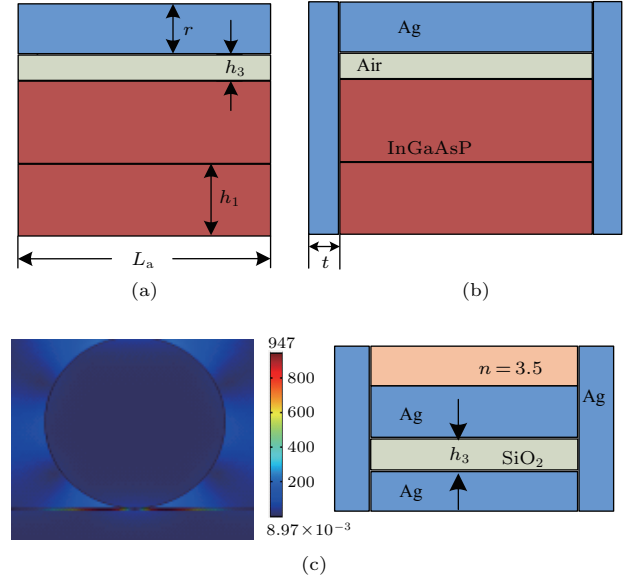 r
h₃
h₁
Lₐ
(a)
Ag
Air
InGaAsP
t
(b)
947
800
600
400
200
8.97×10⁻³
n=3.5
Ag
Ag
h₃
SiO₂
Ag
(c)